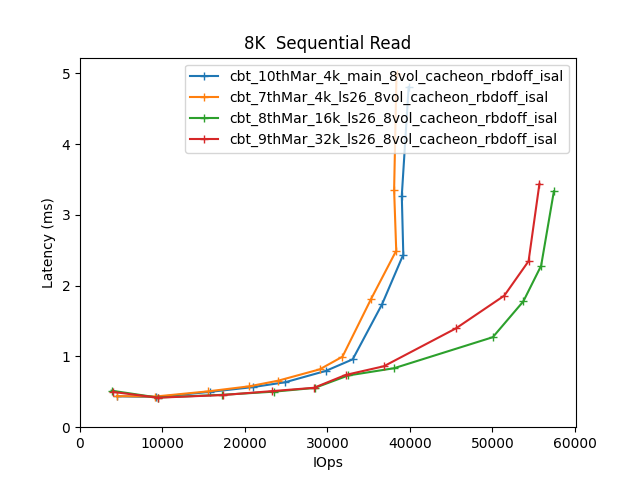 8K  Sequential Read
cbt_10thMar_4k_main_8vol_cacheon_rbdoff_isal
cbt_7thMar_4k_ls26_8vol_cacheon_rbdoff_isal
cbt_8thMar_16k_ls26_8vol_cacheon_rbdoff_isal
cbt_9thMar_32k_ls26_8vol_cacheon_rbdoff_isal
Latency (ms)
5
4
3
2
1
0
0 10000 20000 30000 40000 50000 60000
IOps